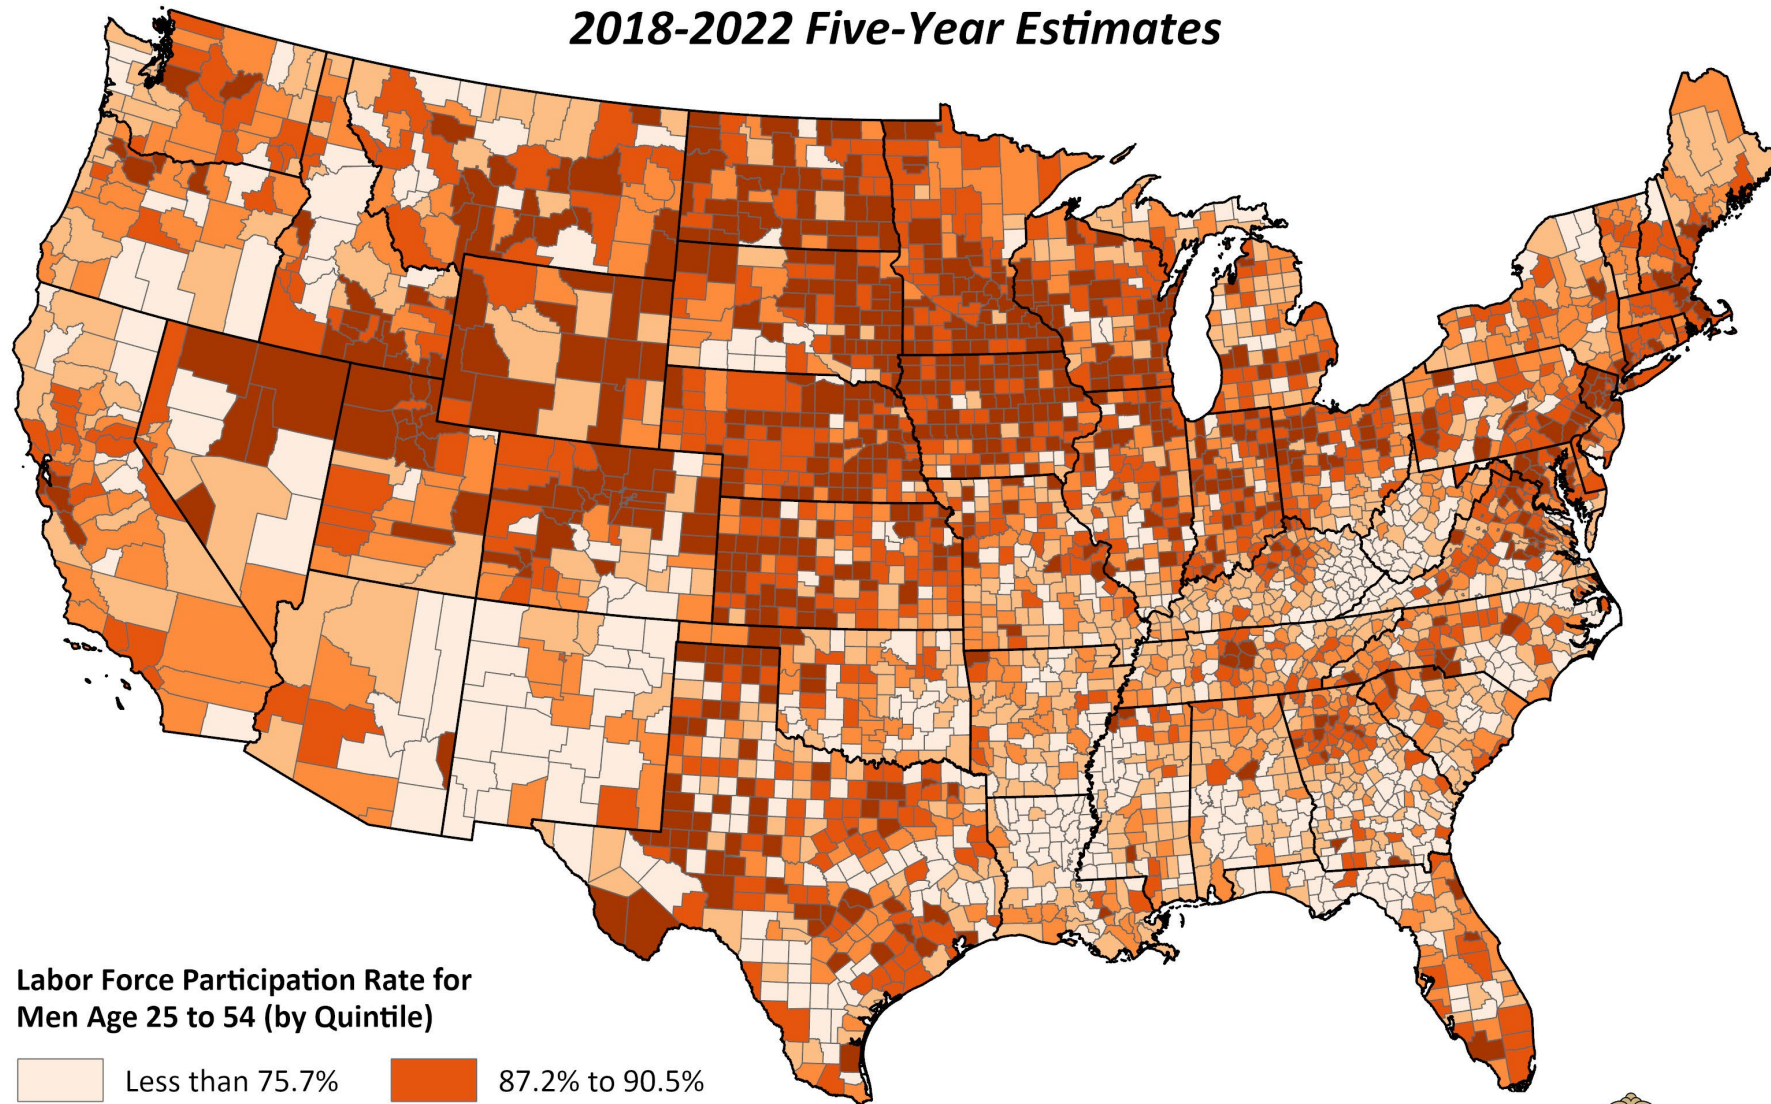 2018-2022 Five-Year Estimates
Labor Force Participation Rate for
Men Age 25 to 54 (by Quintile)
Less than 75.7%
87.2% to 90.5%